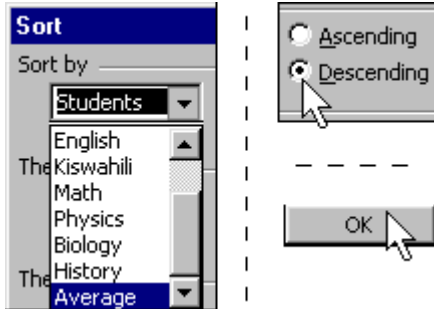 Sort
Sort by
Students
English
Kiswahili
The
Math
Physics
Biology
History
The
Average
Ascending
Descending
OK